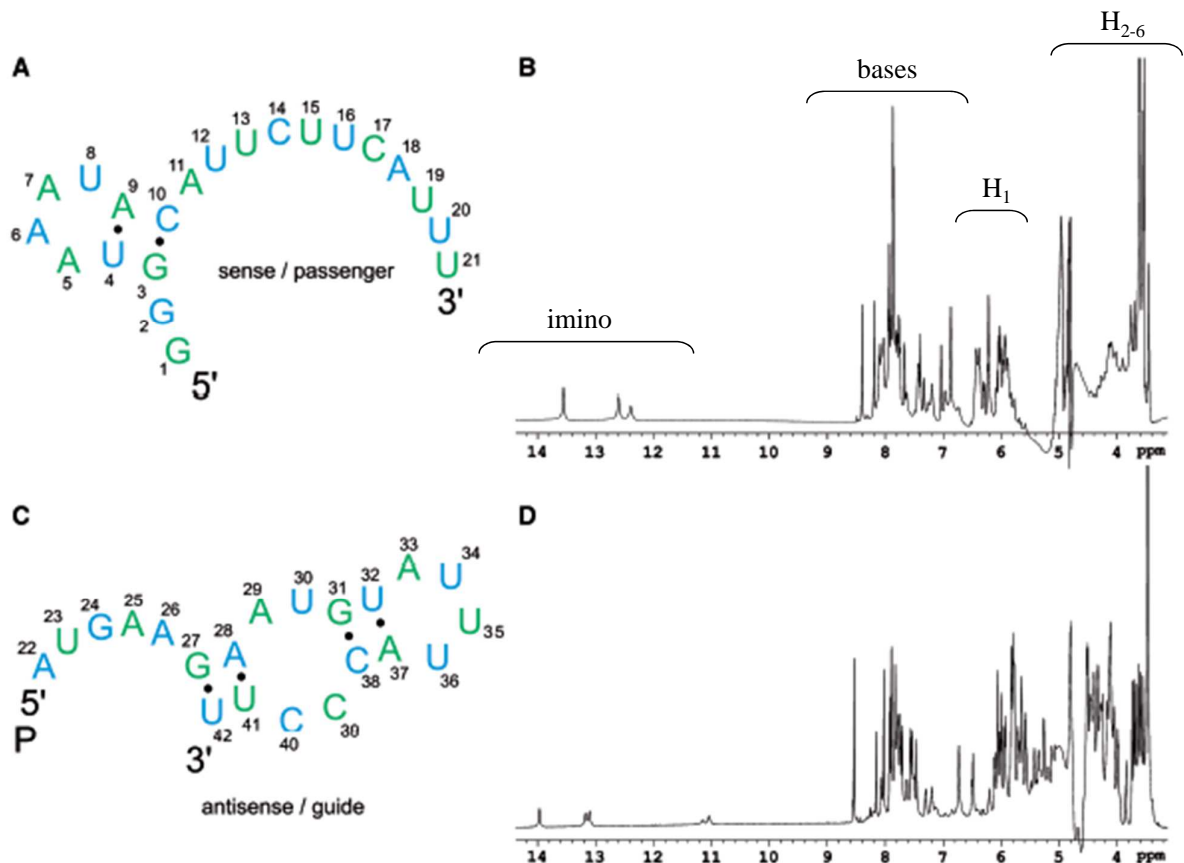 A
5'
G 1
G 2
G 3
U 4
A 5
A 6
A 7
U 8
A 9
C 10
A 11
U 12
U 13
C 14
U 15
U 16
C 17
A 18
U 19
U 20
U 21
3'
sense / passenger
B
imino
bases
H1
H2-6
14 13 12 11 10 9 8 7 6 5 4 ppm
C
5'
P
A 22
U 23
G 24
A 25
A 26
G 27
A 28
A 29
U 30
G 31
U 32
A 33
U 34
U 35
U 36
A 37
C 38
C 39
C 40
U 41
U 42
3'
antisense / guide
D
14 13 12 11 10 9 8 7 6 5 4 ppm